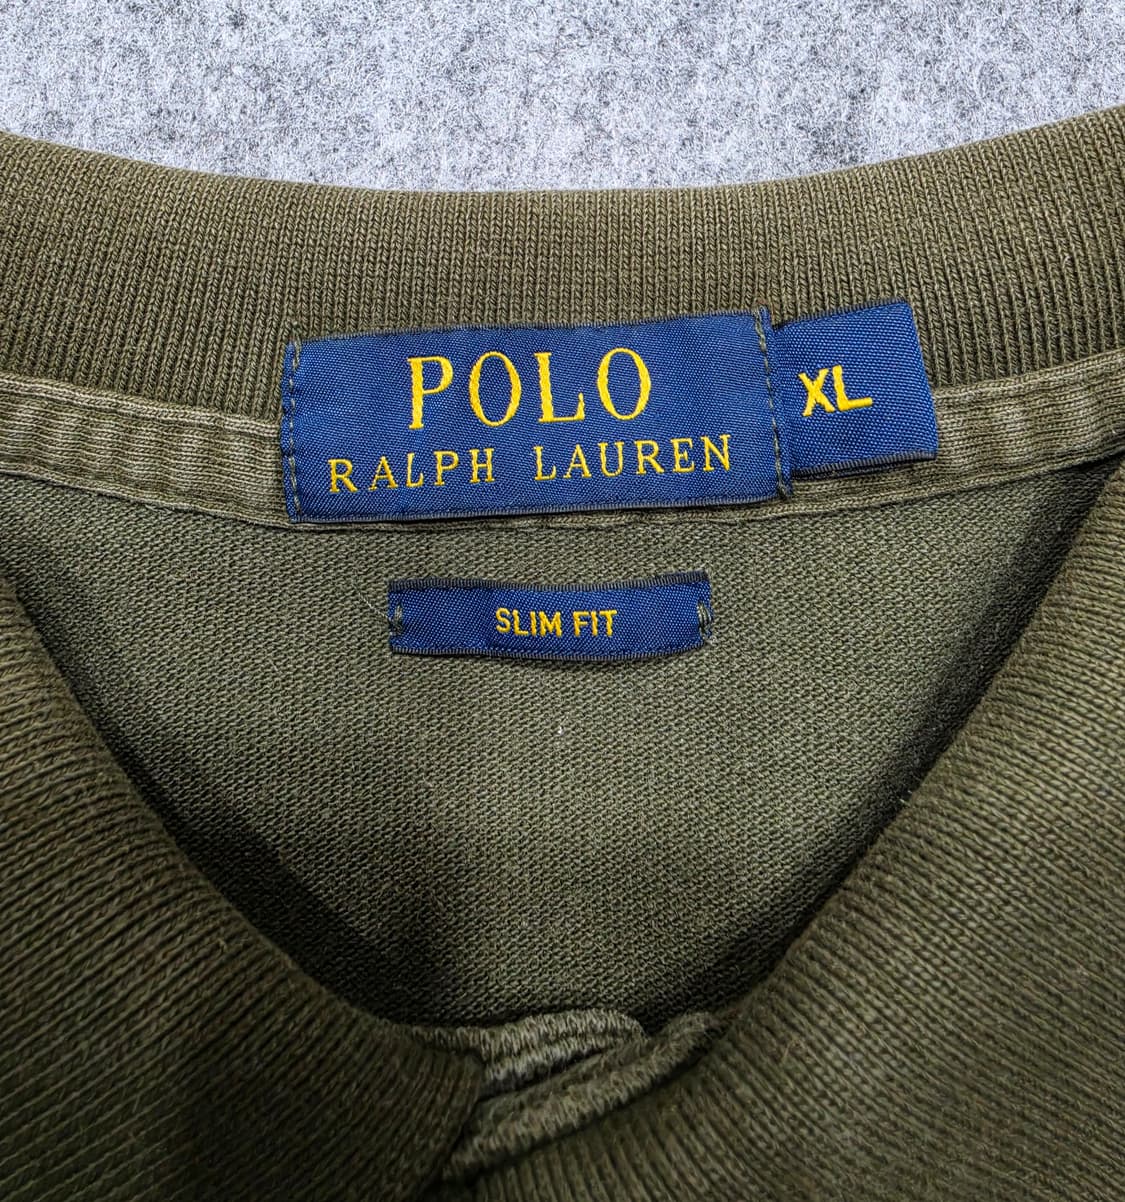 POLO
RALPH LAUREN
XL
SLIM FIT